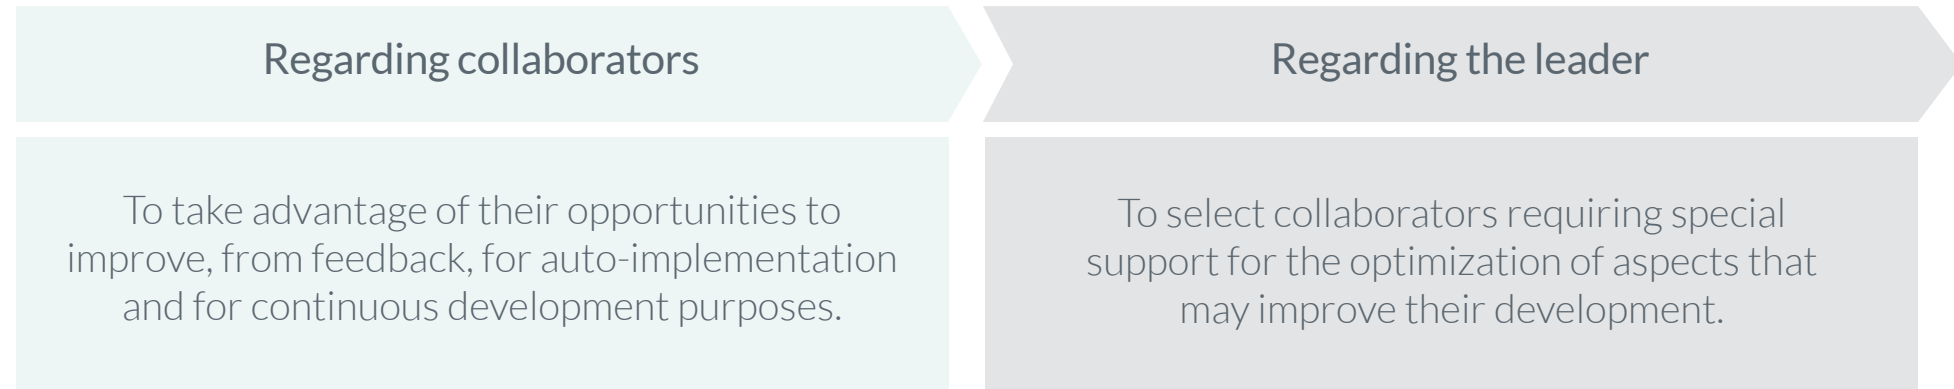 Regarding collaborators
To take advantage of their opportunities to
improve, from feedback, for auto-implementation
and for continuous development purposes.
Regarding the leader
To select collaborators requiring special
support for the optimization of aspects that
may improve their development.